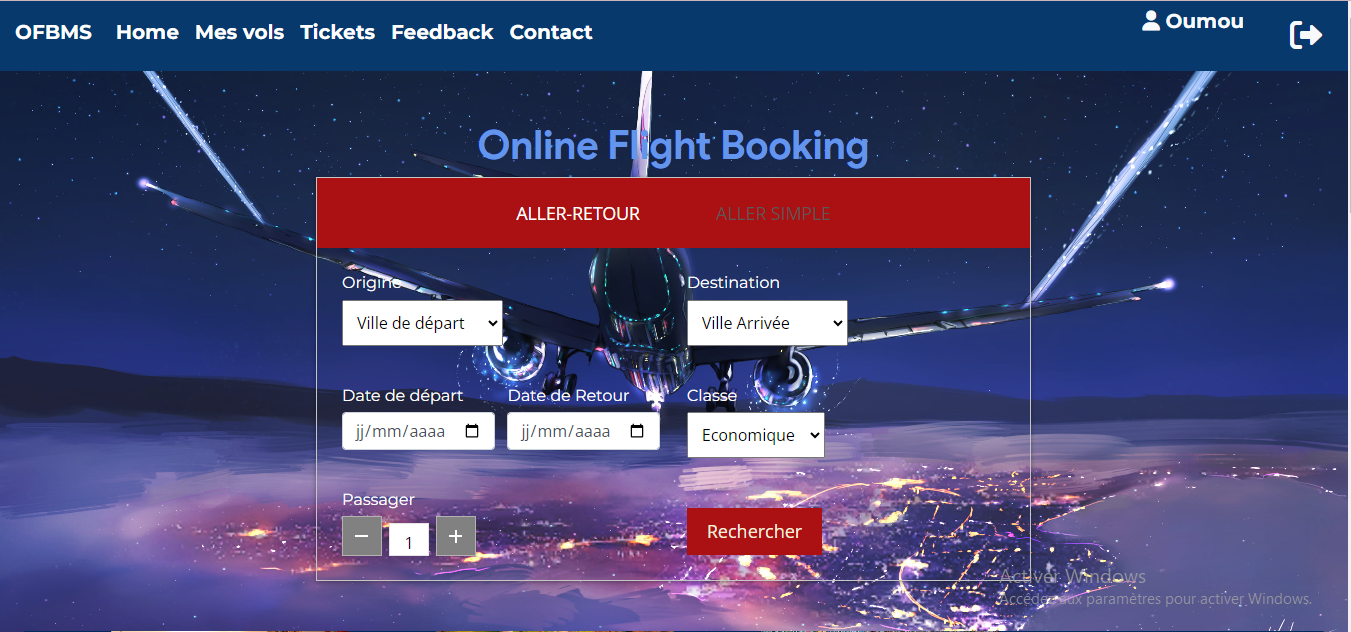 OFBMS Home Mes vols Tickets Feedback Contact Oumou
Online Flight Booking
ALLER-RETOUR ALLER SIMPLE
Origine Destination
Ville de départ Ville Arrivée
Date de départ Date de Retour Classe
jj/mm/aaaa jj/mm/aaaa Economique
Passager
− 1 + Rechercher
Activer Windows
Accédez aux paramètres pour activer Windows.